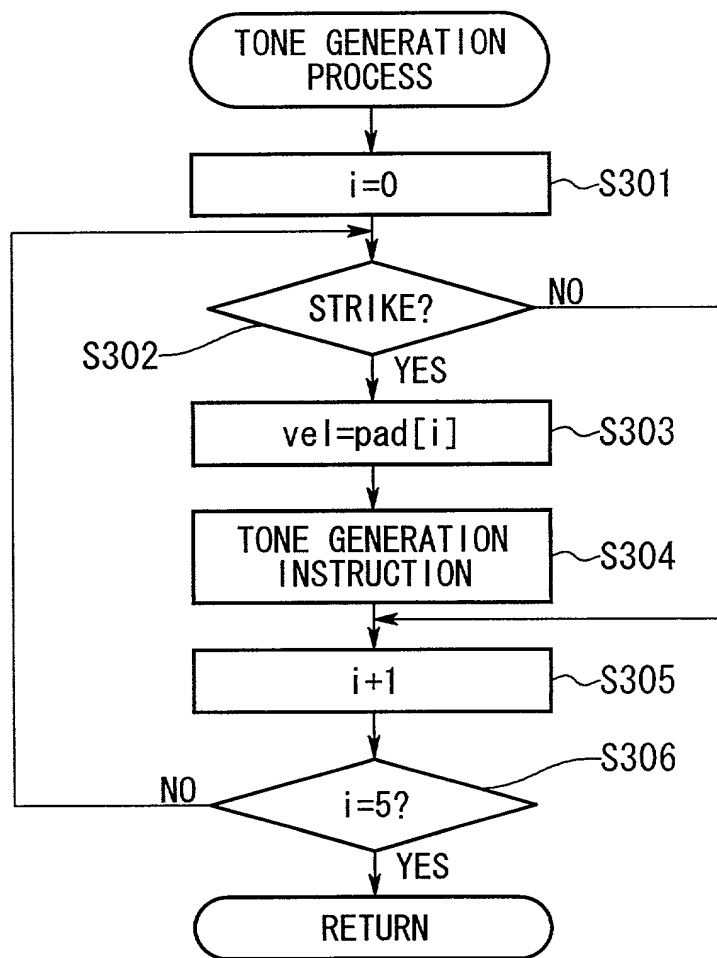 TONE GENERATION
PROCESS
i=0
S301
STRIKE?
NO
S302
YES
vel=pad[i]
S303
TONE GENERATION
INSTRUCTION
S304
i+1
S305
S306
NO
i=5?
YES
RETURN